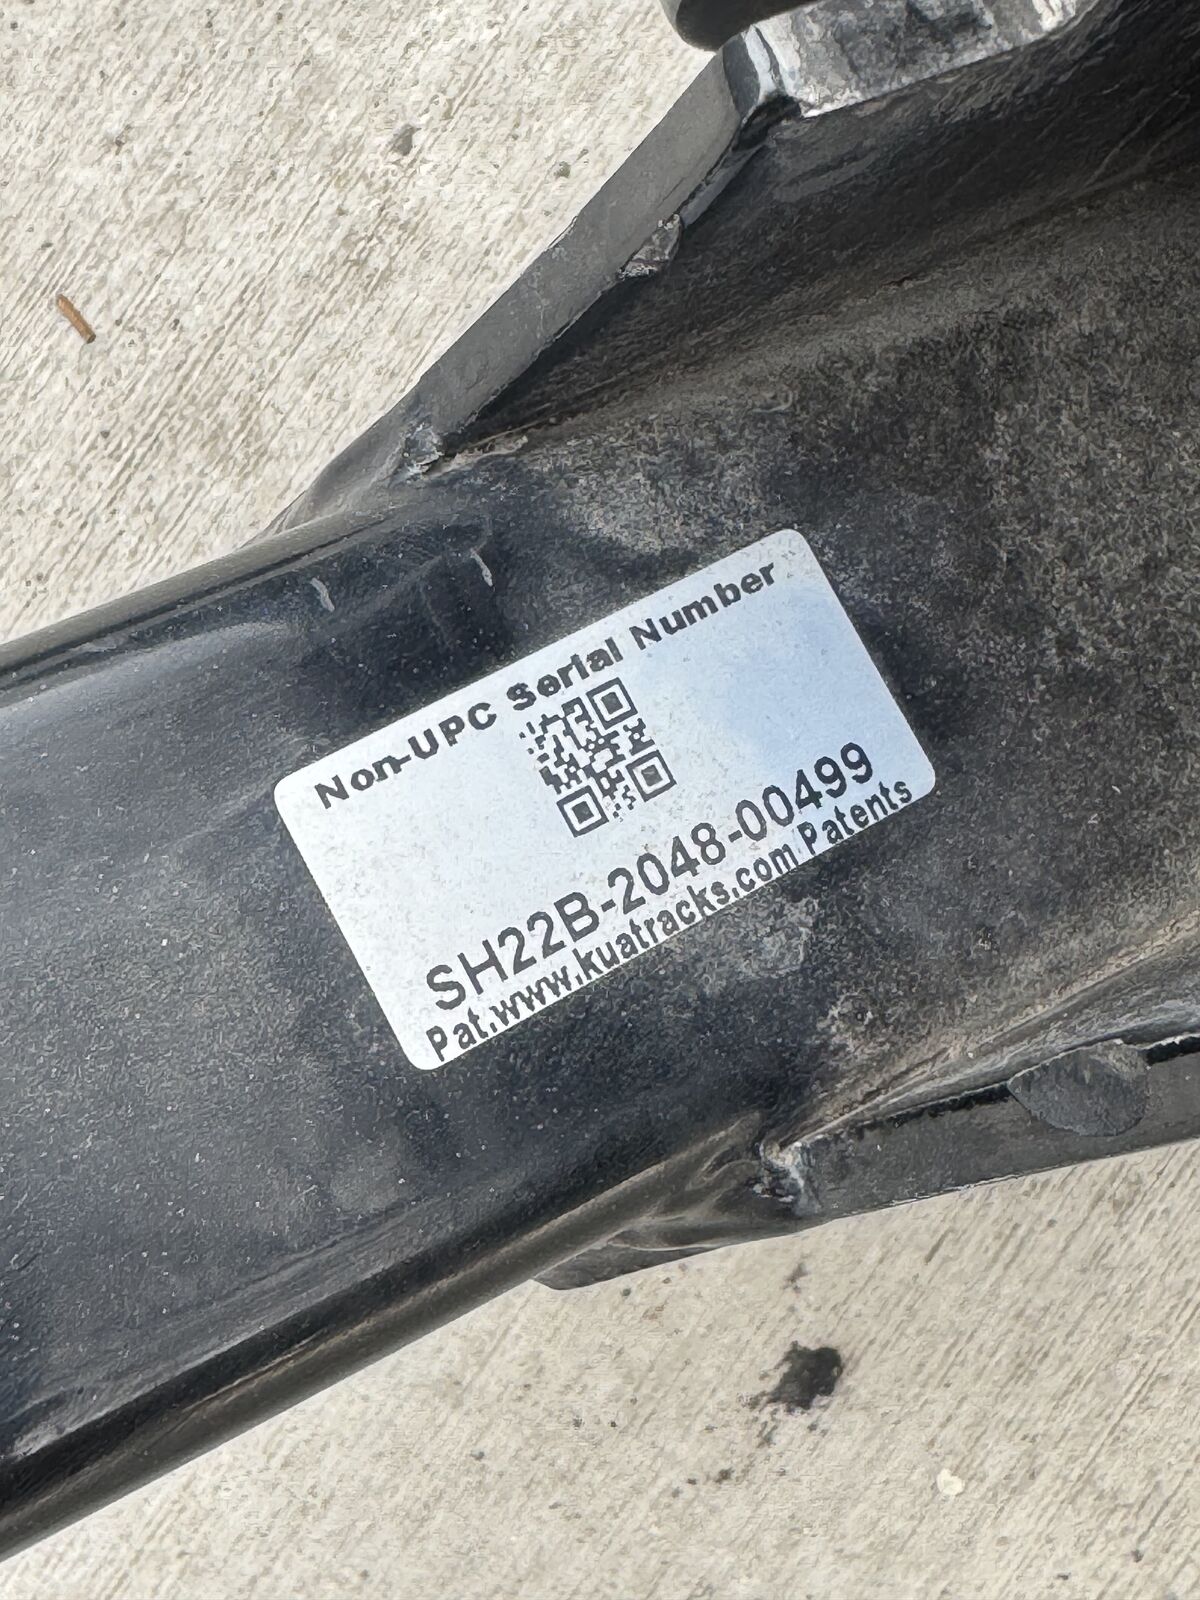 Non-UPC Serial Number
SH22B-2048-00499
Pat.www.kuatracks.com Patents